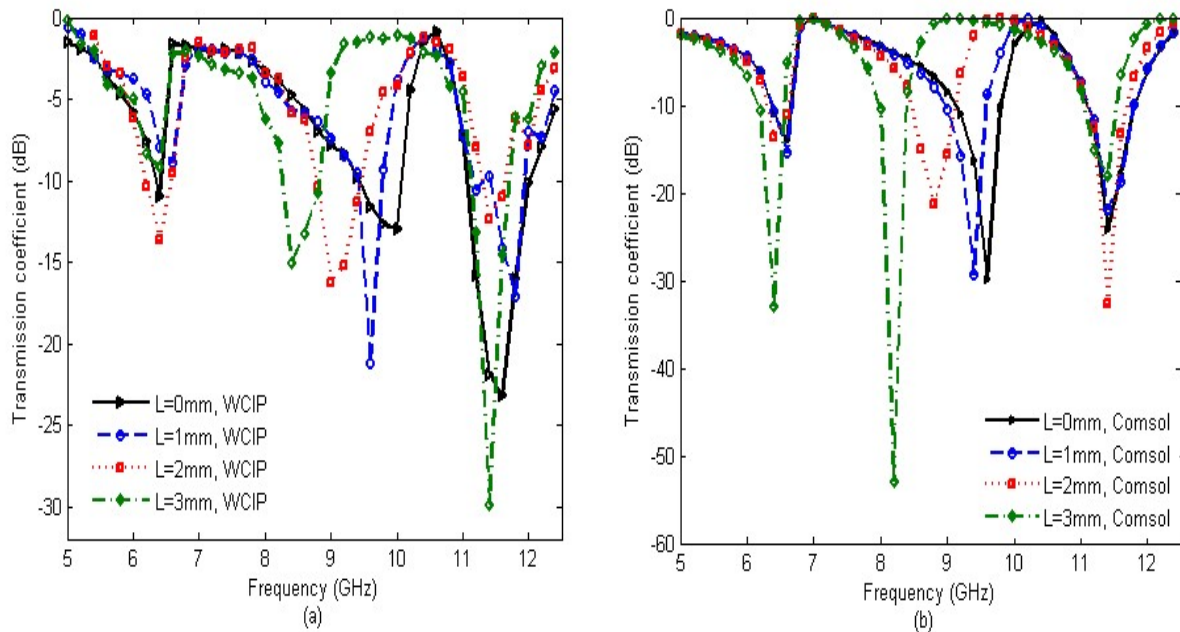 Transmission coefficient (dB)
0
-5
-10
-15
-20
-25
-30
L=0mm, WCIP
L=1mm, WCIP
L=2mm, WCIP
L=3mm, WCIP
5 6 7 8 9 10 11 12
Frequency (GHz)
(a)
Transmission coefficient (dB)
0
-10
-20
-30
-40
-50
-60
L=0mm, Comsol
L=1mm, Comsol
L=2mm, Comsol
L=3mm, Comsol
5 6 7 8 9 10 11 12
Frequency (GHz)
(b)